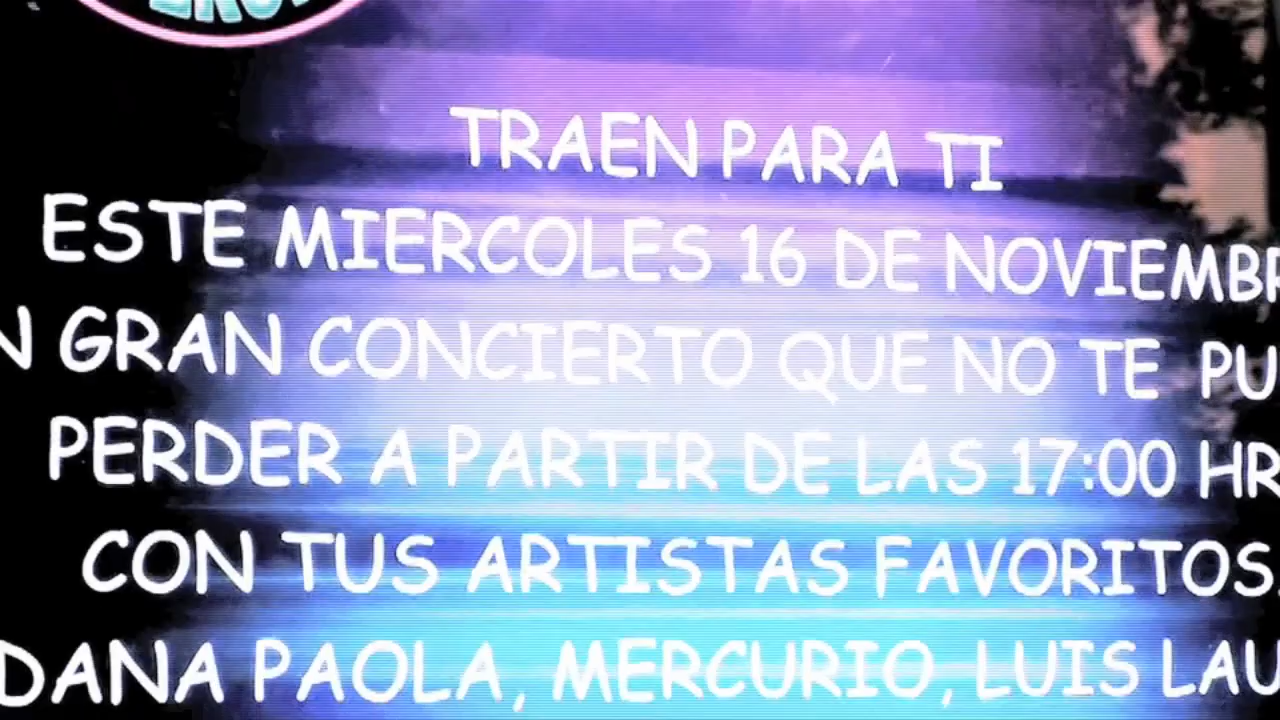 TRAEN PARA TI
ESTE MIERCOLES 16 DE NOVIEMBR
N GRAN CONCIERTO QUE NO TE PU
PERDER A PARTIR DE LAS 17:00 HR
CON TUS ARTISTAS FAVORITOS.
DANA PAOLA, MERCURIO, LUIS LAU